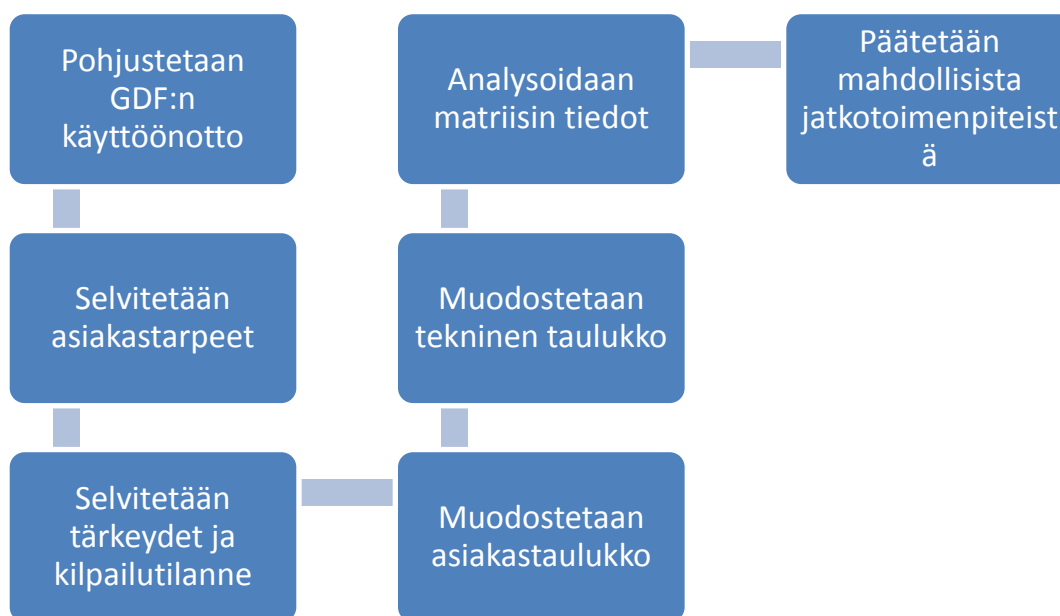 Pohjustetaan
GDF:n
käyttöönotto
Selvitetään
asiakastarpeet
Selvitetään
tärkeydet ja
kilpailutilanne
Muodostetaan
asiakastaulukko
Muodostetaan
tekninen taulukko
Analysoidaan
matriisin tiedot
Päätetään
mahdollisista
jatkotoimenpiteist
ä